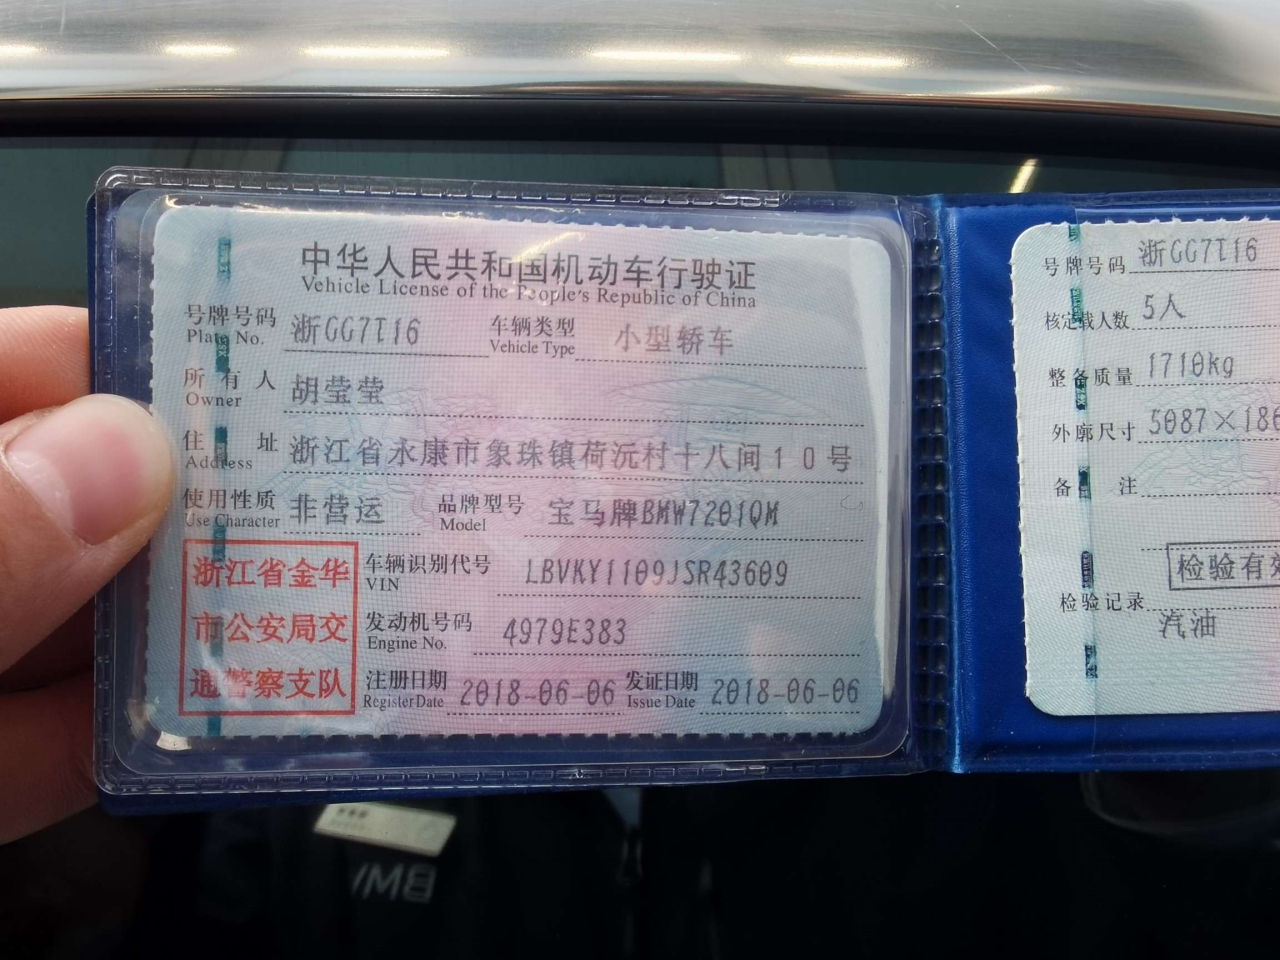 中华人民共和国机动车行驶证
Vehicle License of the People's Republic of China
号牌号码 浙GG7T16 车辆类型 小型轿车
Plate No. Vehicle Type
所有人 胡莹莹
Owner
住址 浙江省永康市象珠镇荷沅村十八间10号
Address
使用性质 非营运 品牌型号 宝马牌BMW7201QM
Use Character Model
浙江省金华
市公安局交
通警察支队
车辆识别代号 LBVKY1109JSR43609
VIN
发动机号码 4979E383
Engine No.
注册日期 2018-06-06 发证日期 2018-06-06
Register Date Issue Date
号牌号码 浙GG7T16
核定载人数 5人
整备质量 1710kg
外廓尺寸 5087×186
备注
检验有效
检验记录
汽油